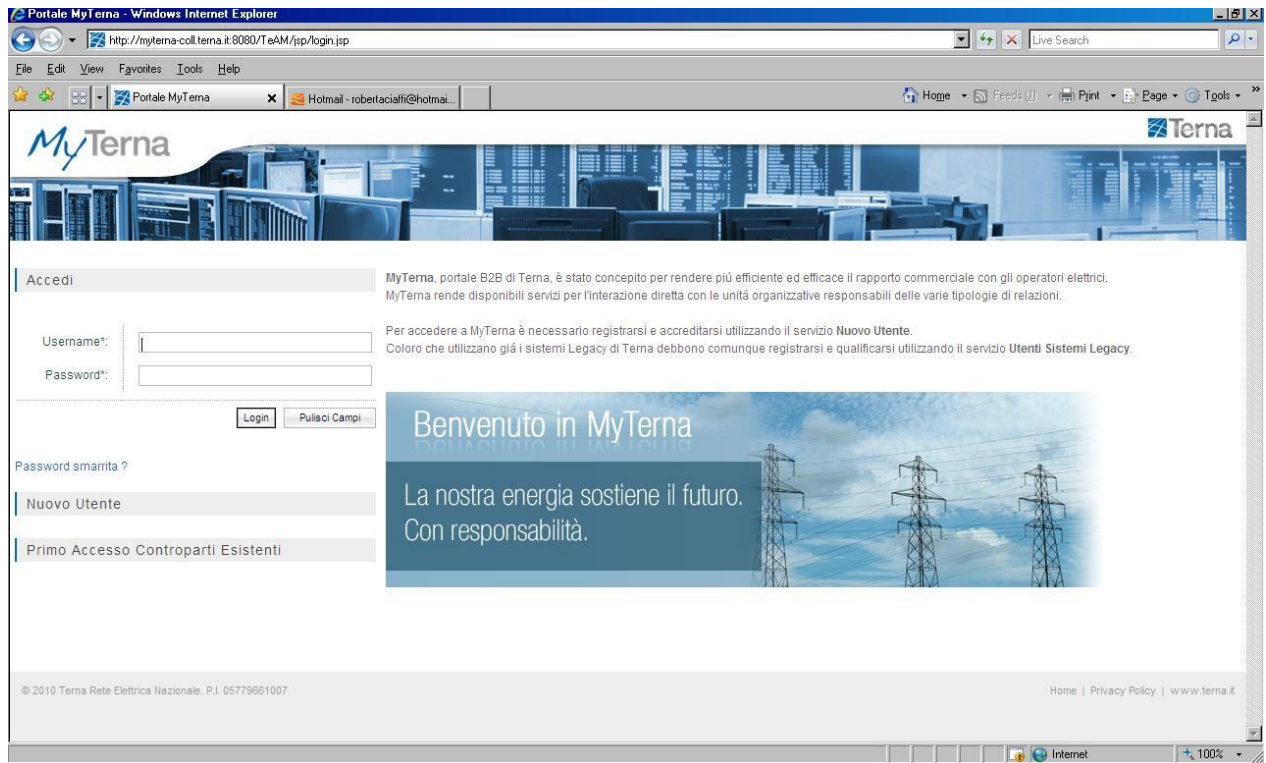 Portale MyTerna - Windows Internet Explorer
http://myterna-coll.terna.it:8080/TeAM/jsp/login.jsp
Live Search
File Edit View Favorites Tools Help
Portale MyTerna
Hotmail - robertaciaffi@hotmai...
Home Feeds (J) Print Page Tools
MyTerna
Terna
Accedi
MyTerna, portale B2B di Terna, è stato concepito per rendere piú efficiente ed efficace il rapporto commerciale con gli operatori elettrici.
MyTerna rende disponibili servizi per l'interazione diretta con le unitá organizzative responsabili delle varie tipologie di relazioni.
Per accedere a MyTerna è necessario registrarsi e accreditarsi utilizzando il servizio Nuovo Utente.
Coloro che utilizzano giá i sistemi Legacy di Terna debbono comunque registrarsi e qualificarsi utilizzando il servizio Utenti Sistemi Legacy.
Username*:
Password*:
Login Pulisci Campi
Password smarrita ?
Nuovo Utente
Primo Accesso Controparti Esistenti
Benvenuto in MyTerna
La nostra energia sostiene il futuro.
Con responsabilità.
© 2010 Terna Rete Elettrica Nazionale. P.I. 05779661007
Home | Privacy Policy | www.terna.it
Internet
100%